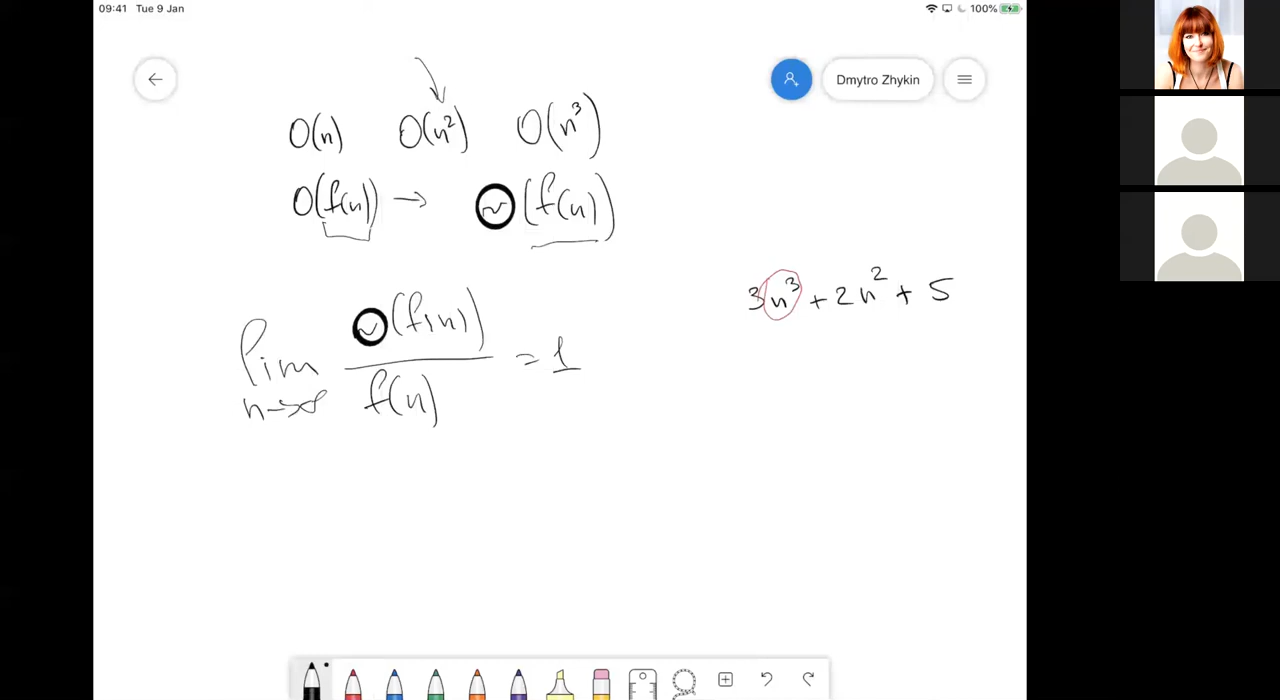 09:41 Tue 9 Jan 100%
Dmytro Zhykin
O(n) O(n²) O(n³)
O(f(n)) → ~(f(n))
3n³ + 2n² + 5
lim n→∞ ~(f(n)) / f(n) = 1